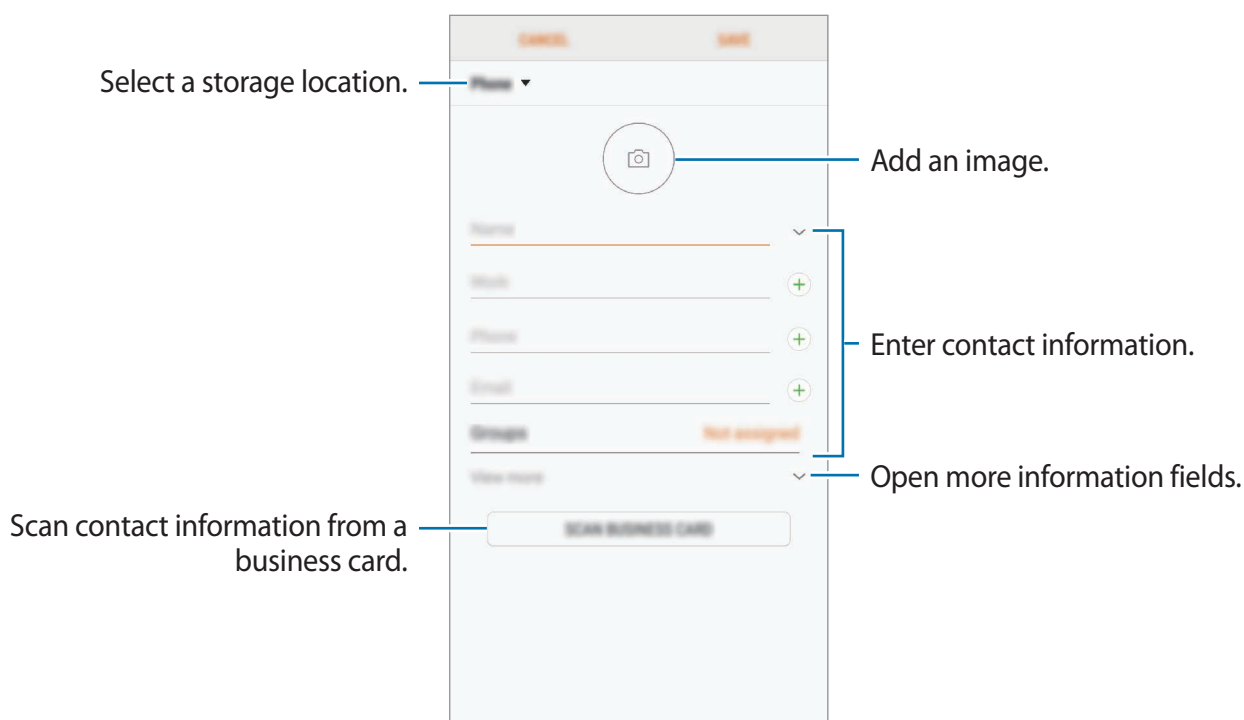 CANCEL SAVE
Select a storage location.
Phone
Add an image.
Name
Work
Phone
Enter contact information.
Email
Groups Not assigned
View more
Open more information fields.
Scan contact information from a
business card.
SCAN BUSINESS CARD